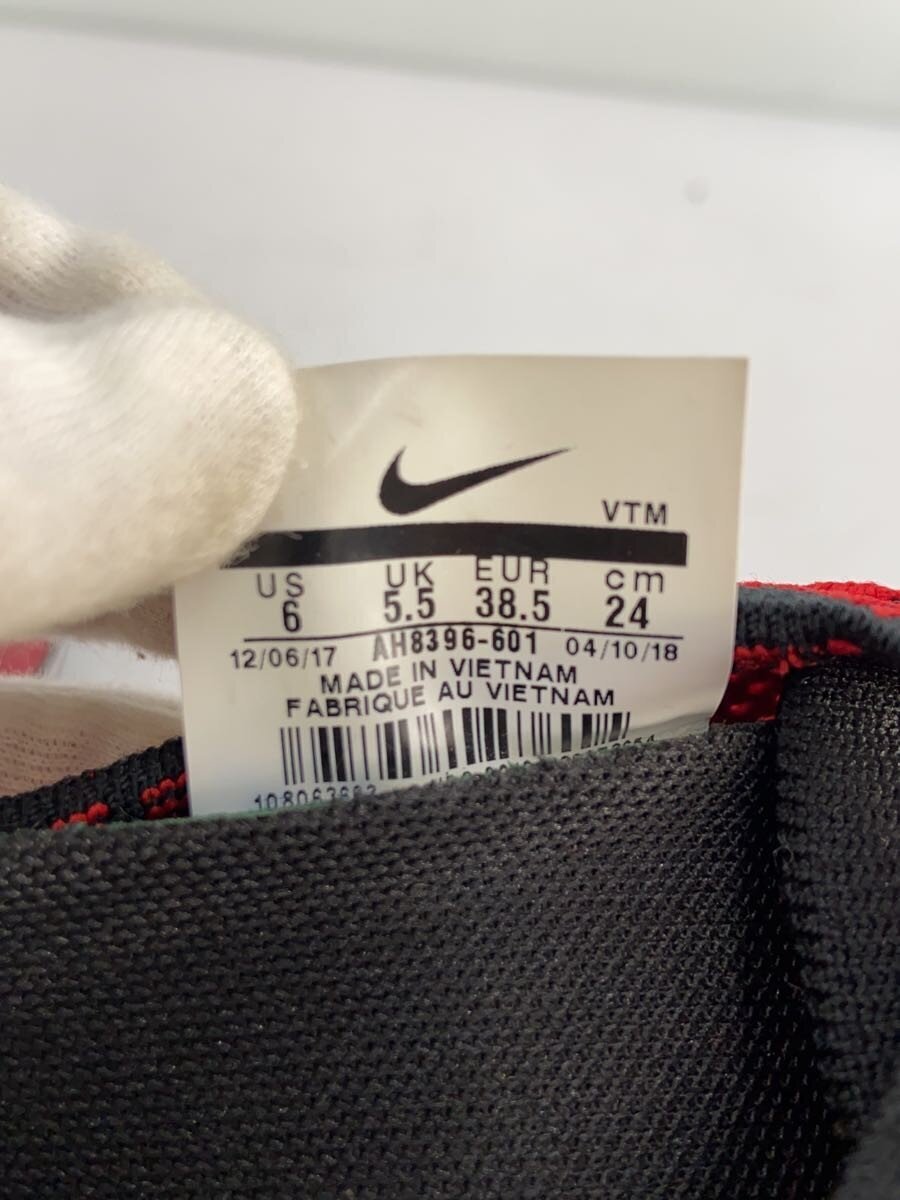 VTM
US UK EUR cm
6 5.5 38.5 24
12/06/17 AH8396-601 04/10/18
MADE IN VIETNAM
FABRIQUE AU VIETNAM